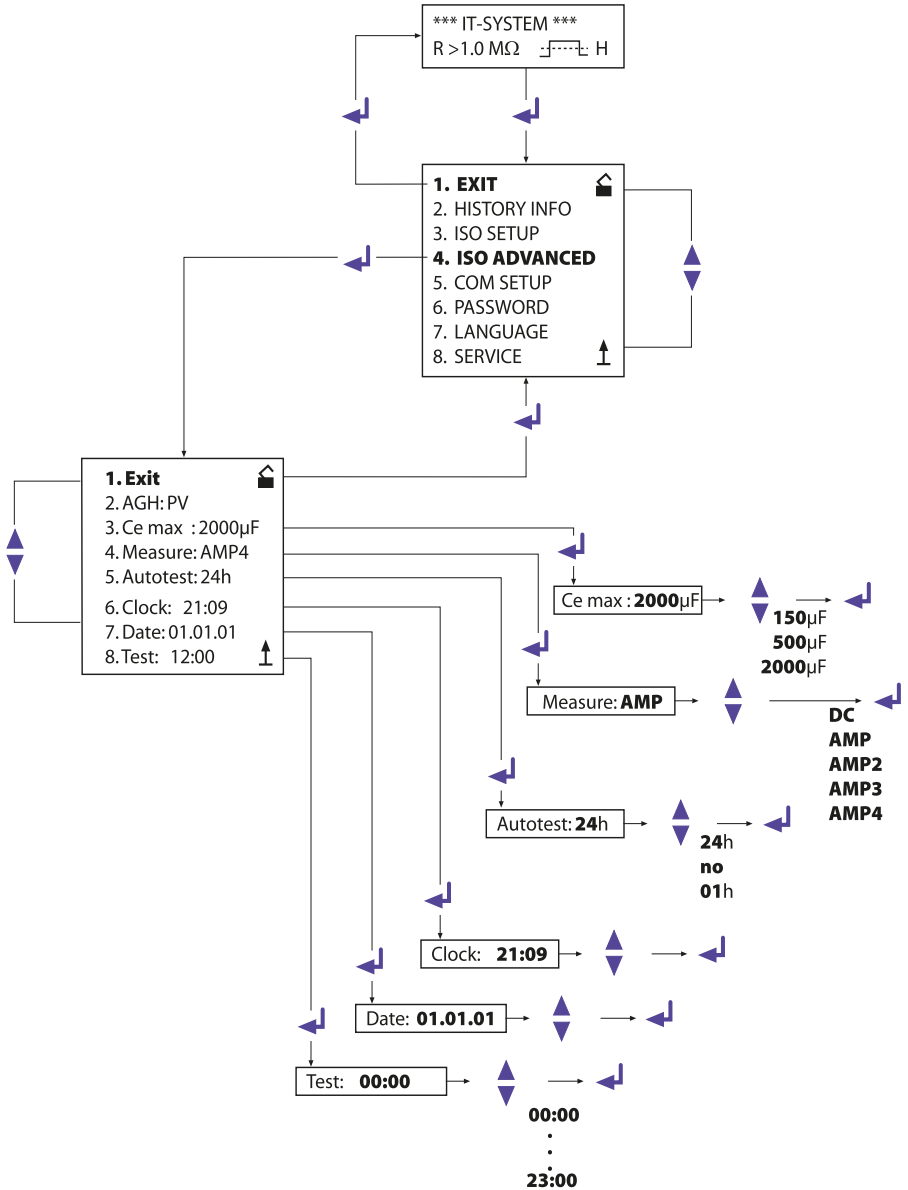 *** IT-SYSTEM ***
R >1.0 MΩ H
1. EXIT
2. HISTORY INFO
3. ISO SETUP
4. ISO ADVANCED
5. COM SETUP
6. PASSWORD
7. LANGUAGE
8. SERVICE
1. Exit
2. AGH: PV
3. Ce max : 2000µF
4. Measure: AMP4
5. Autotest: 24h
6. Clock: 21:09
7. Date: 01.01.01
8. Test: 12:00
Ce max : 2000µF
150µF
500µF
2000µF
Measure: AMP
DC
AMP
AMP2
AMP3
AMP4
Autotest: 24h
24h
no
01h
Clock: 21:09
Date: 01.01.01
Test: 00:00
00:00
23:00